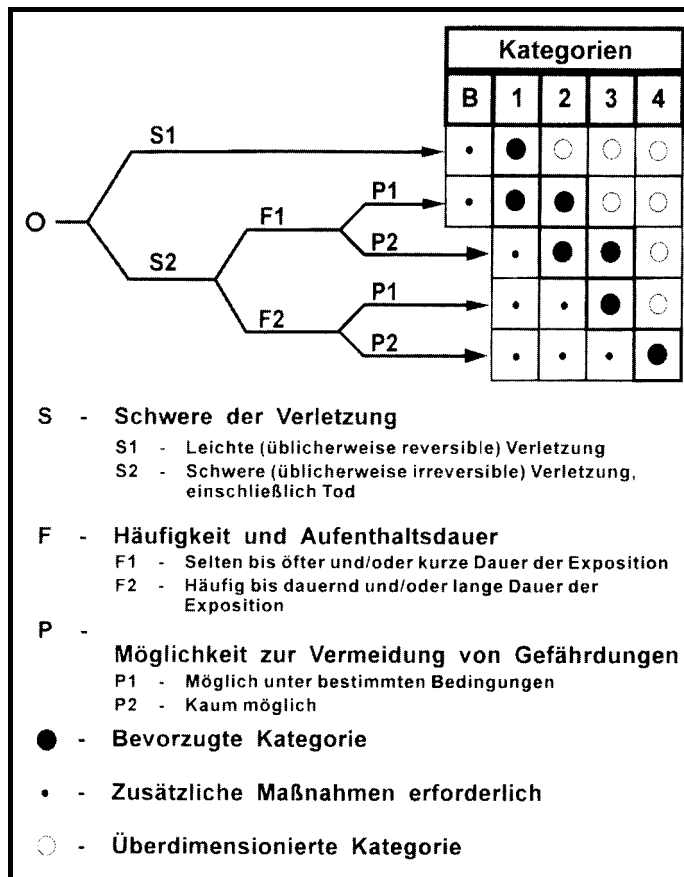 Kategorien
B 1 2 3 4
S1
P1
F1
P2
S2
P1
F2
P2
S - Schwere der Verletzung
S1 - Leichte (üblicherweise reversible) Verletzung
S2 - Schwere (üblicherweise irreversible) Verletzung,
einschließlich Tod
F - Häufigkeit und Aufenthaltsdauer
F1 - Selten bis öfter und/oder kurze Dauer der Exposition
F2 - Häufig bis dauernd und/oder lange Dauer der
Exposition
P -
Möglichkeit zur Vermeidung von Gefährdungen
P1 - Möglich unter bestimmten Bedingungen
P2 - Kaum möglich
- Bevorzugte Kategorie
- Zusätzliche Maßnahmen erforderlich
- Überdimensionierte Kategorie